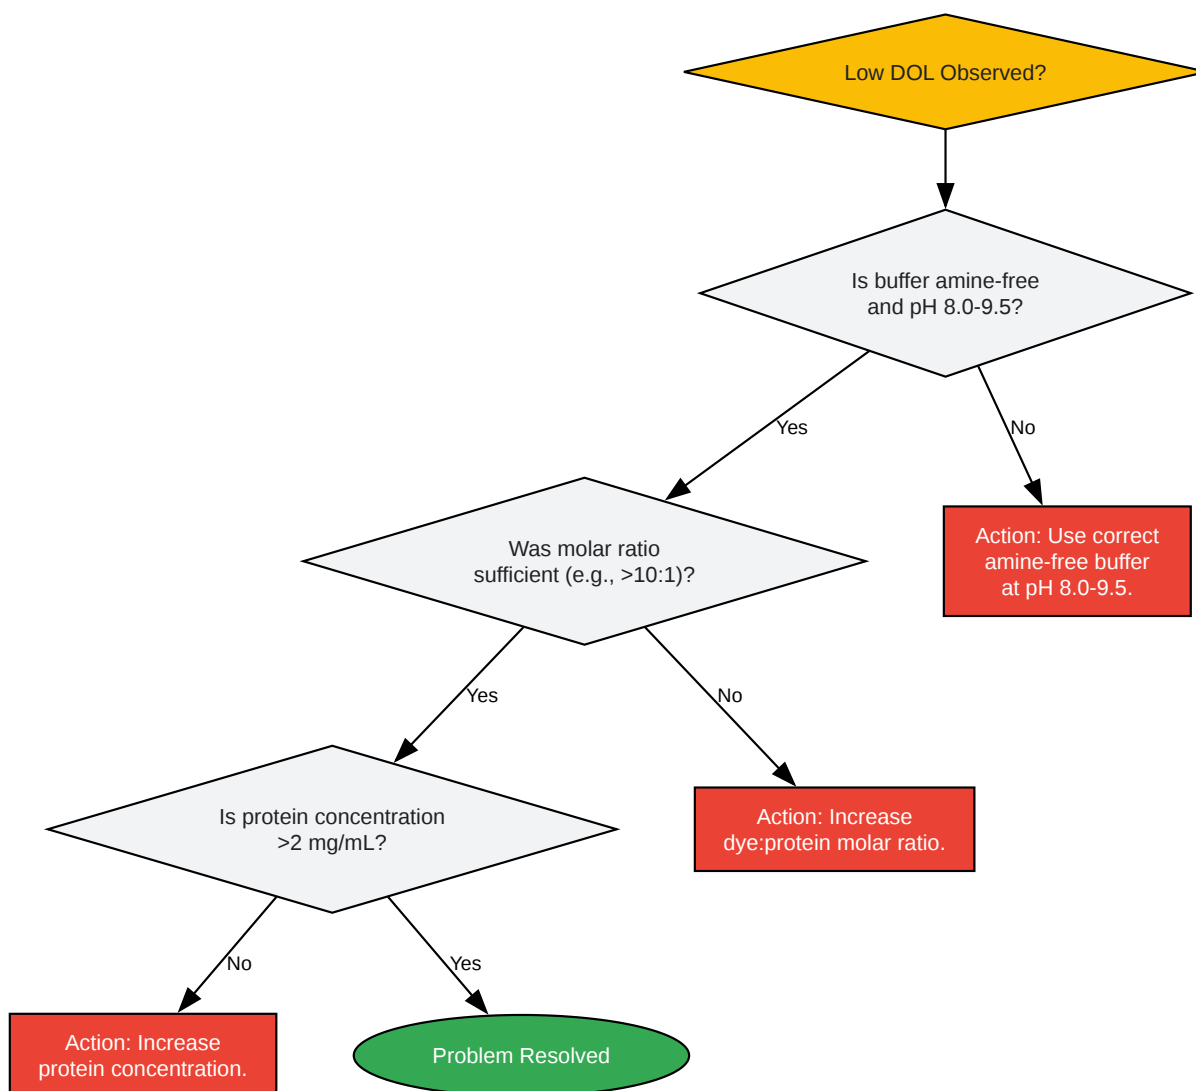 Low DOL Observed?
Is buffer amine-free
and pH 8.0-9.5?
Yes
No
Was molar ratio
sufficient (e.g., >10:1)?
Action: Use correct
amine-free buffer
at pH 8.0-9.5.
Yes
No
Is protein concentration
>2 mg/mL?
Action: Increase
dye:protein molar ratio.
No
Yes
Action: Increase
protein concentration.
Problem Resolved